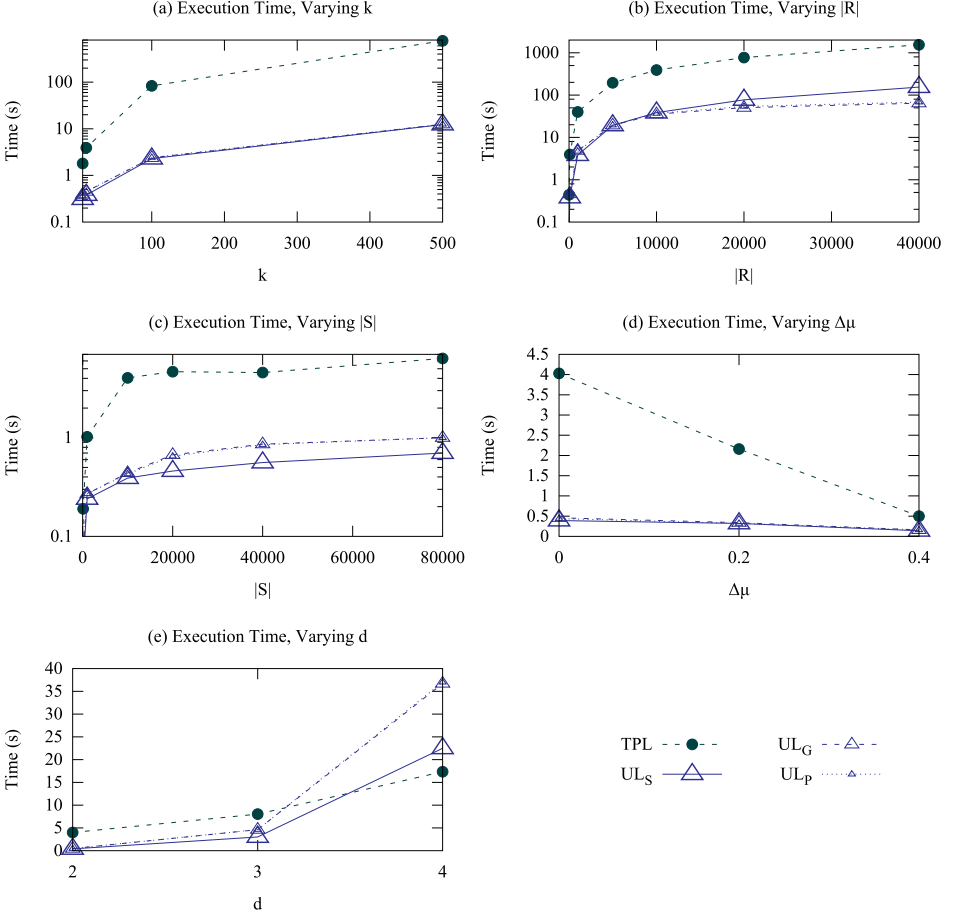 (a) Execution Time, Varying k
Time (s)
100
10
1
0.1
100
200
300
400
500
k
(b) Execution Time, Varying |R|
Time (s)
1000
100
10
1
0.1
0
10000
20000
30000
40000
|R|
(c) Execution Time, Varying |S|
Time (s)
1
0.1
0
20000
40000
60000
80000
|S|
(d) Execution Time, Varying Δμ
Time (s)
4.5
4
3.5
3
2.5
2
1.5
1
0.5
0
0
0.2
0.4
Δμ
(e) Execution Time, Varying d
Time (s)
40
35
30
25
20
15
10
5
0
2
3
4
d
TPL
UL_S
UL_G
UL_P